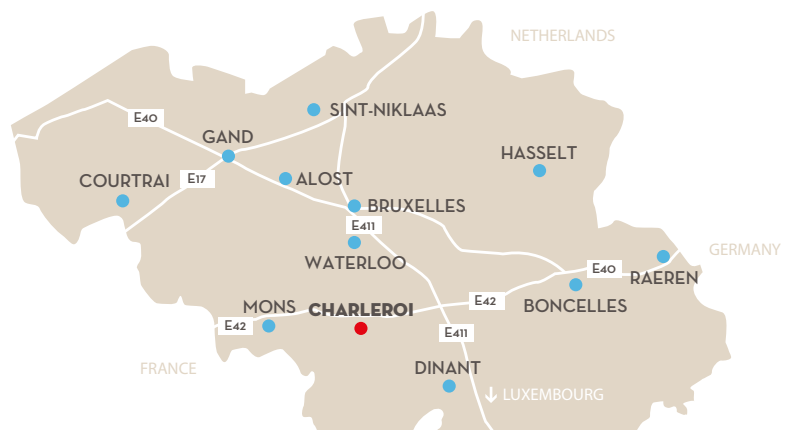 NETHERLANDS
SINT-NIKLAAS
E40
GAND
HASSELT
COURTRAI
E17
ALOST
BRUXELLES
E411
GERMANY
WATERLOO
E40
RAEREN
E42
BONCELLES
MONS
CHARLEROI
E42
E411
FRANCE
DINANT
↓ LUXEMBOURG